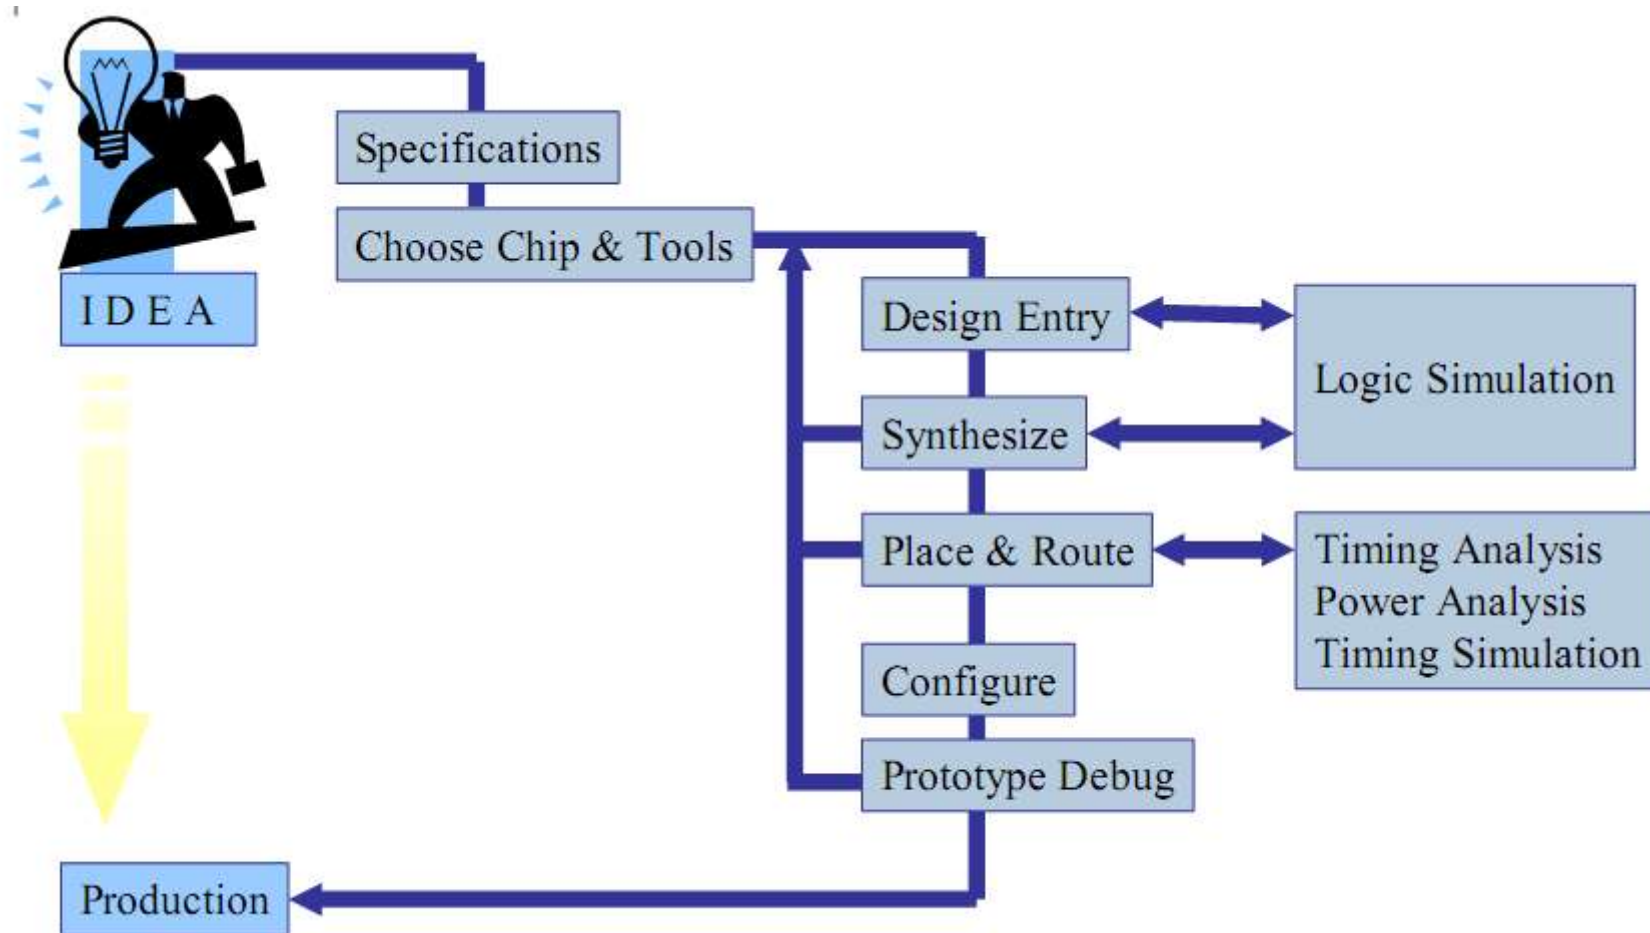 I D E A
Specifications
Choose Chip & Tools
Design Entry
Logic Simulation
Synthesize
Place & Route
Timing Analysis
Power Analysis
Timing Simulation
Configure
Prototype Debug
Production